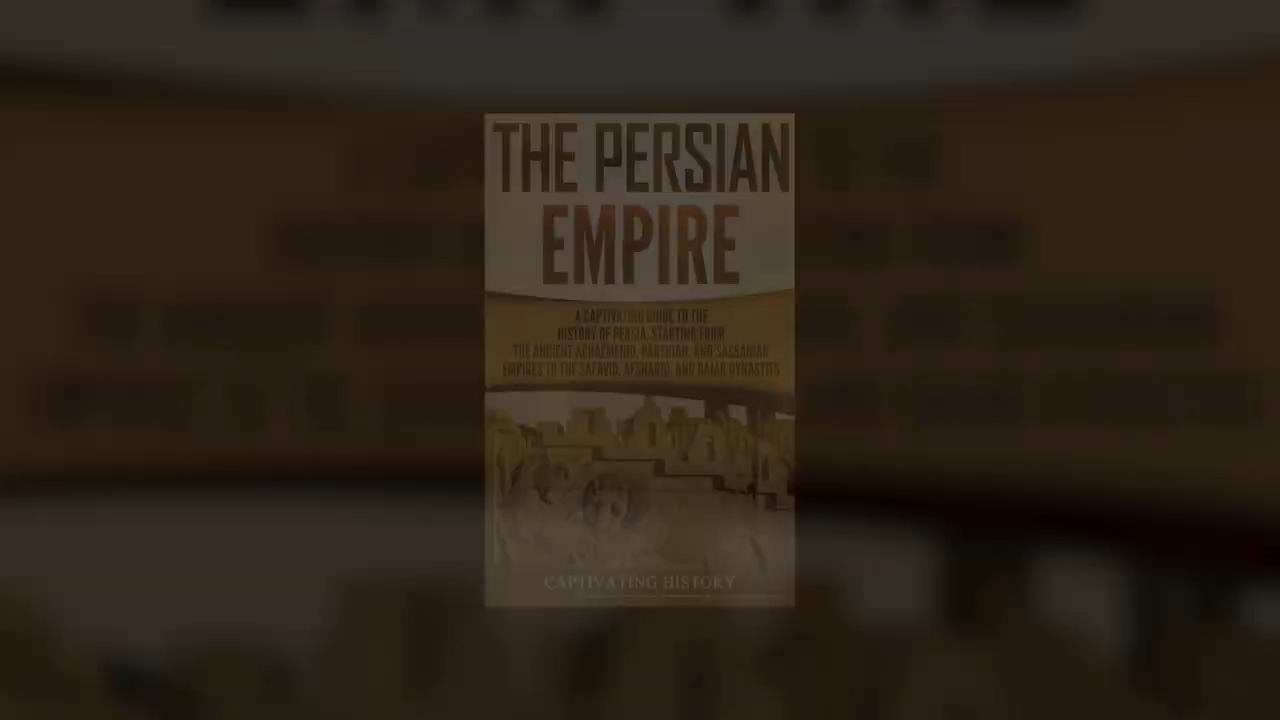 THE PERSIAN
EMPIRE
A CAPTIVATING GUIDE TO THE
HISTORY OF PERSIA, STARTING FROM
THE ANCIENT ACHAEMENID, PARTHIAN, AND SASSANIAN
EMPIRES TO THE SAFAVID, AFSHARID, AND QAJAR DYNASTIES
CAPTIVATING HISTORY